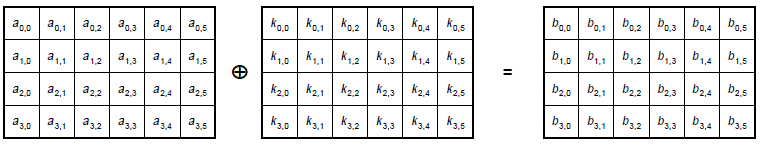 a0,0 a0,1 a0,2 a0,3 a0,4 a0,5 k0,0 k0,1 k0,2 k0,3 k0,4 k0,5 b0,0 b0,1 b0,2 b0,3 b0,4 b0,5
a1,0 a1,1 a1,2 a1,3 a1,4 a1,5 k1,0 k1,1 k1,2 k1,3 k1,4 k1,5 b1,0 b1,1 b1,2 b1,3 b1,4 b1,5
⊕ =
a2,0 a2,1 a2,2 a2,3 a2,4 a2,5 k2,0 k2,1 k2,2 k2,3 k2,4 k2,5 b2,0 b2,1 b2,2 b2,3 b2,4 b2,5
a3,0 a3,1 a3,2 a3,3 a3,4 a3,5 k3,0 k3,1 k3,2 k3,3 k3,4 k3,5 b3,0 b3,1 b3,2 b3,3 b3,4 b3,5